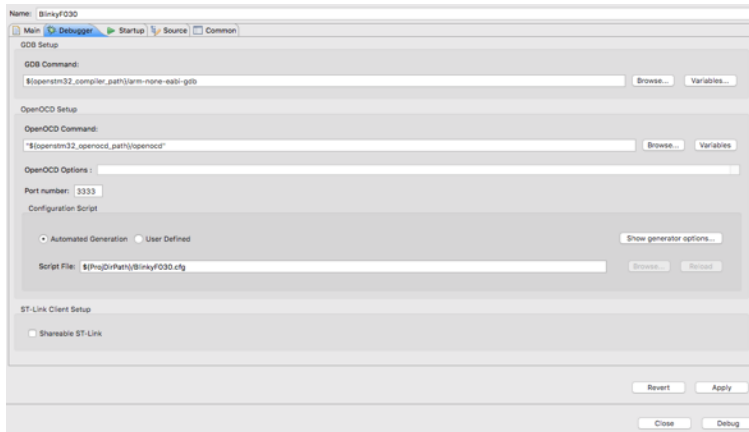 Name: BlinkyF030
Main Debugger Startup Source Common
GDB Setup
GDB Command:
${openstm32_compiler_path}/arm-none-eabi-gdb Browse... Variables...
OpenOCD Setup
OpenOCD Command:
"${openstm32_openocd_path}/openocd" Browse... Variables
OpenOCD Options :
Port number: 3333
Configuration Script
Automated Generation User Defined Show generator options...
Script File: ${ProjDirPath}/BlinkyF030.cfg Browse... Reload
ST-Link Client Setup
Shareable ST-Link
Revert Apply
Close Debug